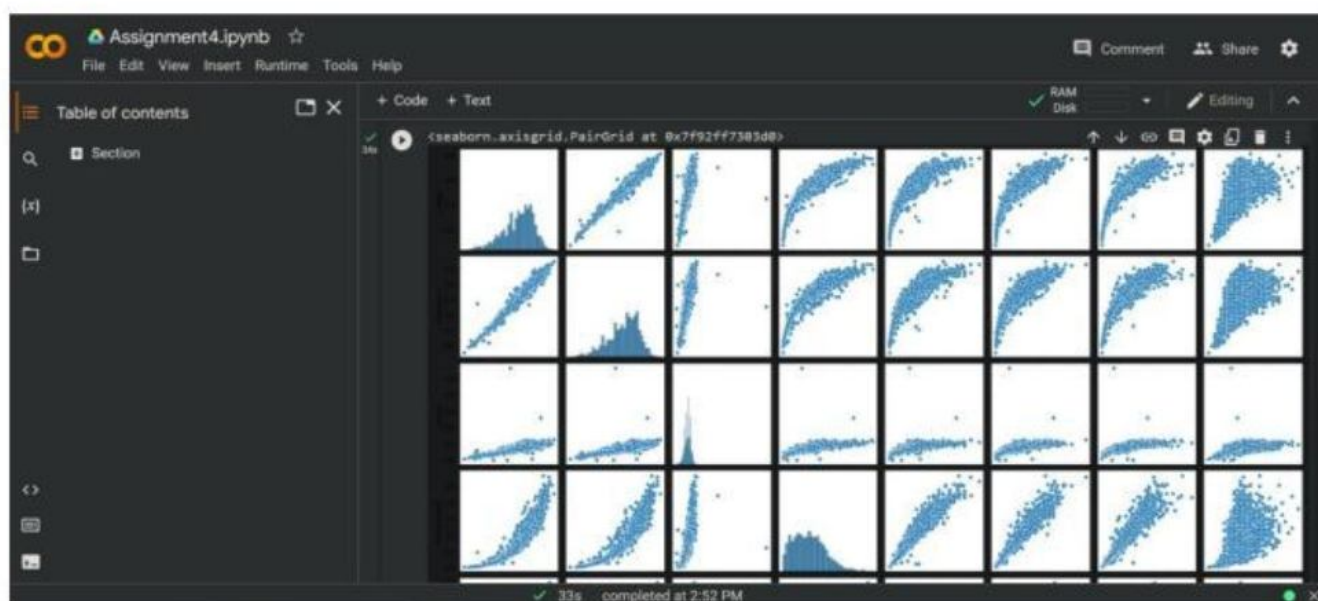 Assignment4.ipynb
File Edit View Insert Runtime Tools Help
Comment Share
Table of contents
+ Code + Text
RAM
Disk
Editing
Section
<seaborn.axisgrid.PairGrid at 0x7f92ff7303d0>
{x}
33s completed at 2:52 PM